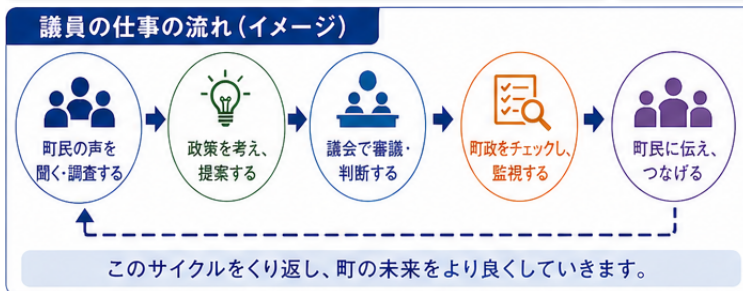 議員の仕事の流れ(イメージ)
町民の声を
聞く・調査する
政策を考え、
提案する
議会で審議・
判断する
町政をチェックし、
監視する
町民に伝え、
つなげる
このサイクルをくり返し、町の未来をより良くしていきます。